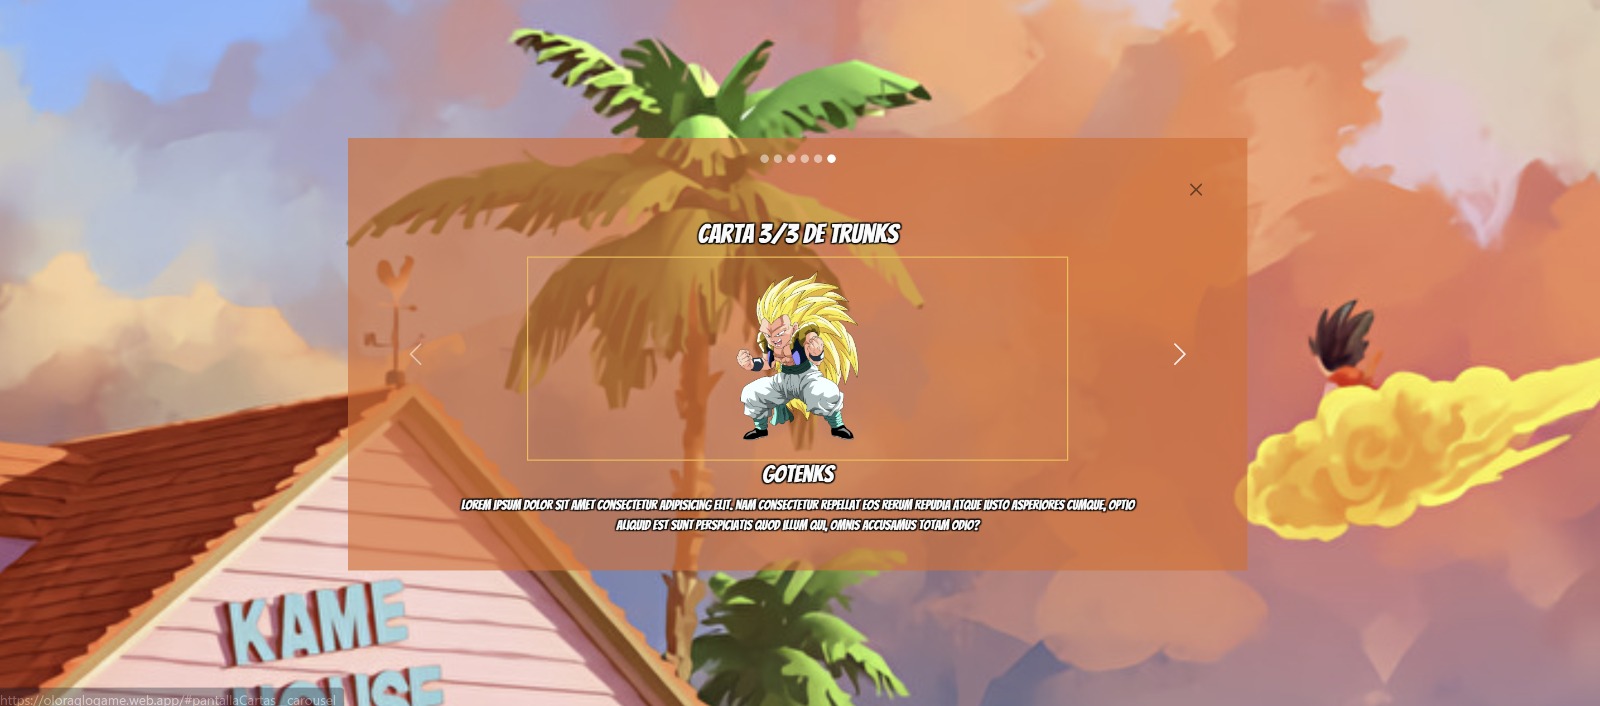 CARTA 3/3 DE TRUNKS
GOTENKS
LOREM IPSUM DOLOR SIT AMET CONSECTETUR ADIPISICING ELIT. NAM CONSECTETUR REPELLAT EOS RERUM REPUDIA ATQUE IUSTO ASPERIORES CUMQUE, OPTIO
ALIQUID EST SUNT PERSPICIATIS QUOD ILLUM QUI, OMNIS ACCUSAMUS TOTAM ODIO?
KAME
HOUSE
https://oloraglogame.web.app/#pantallaCartas__carousel